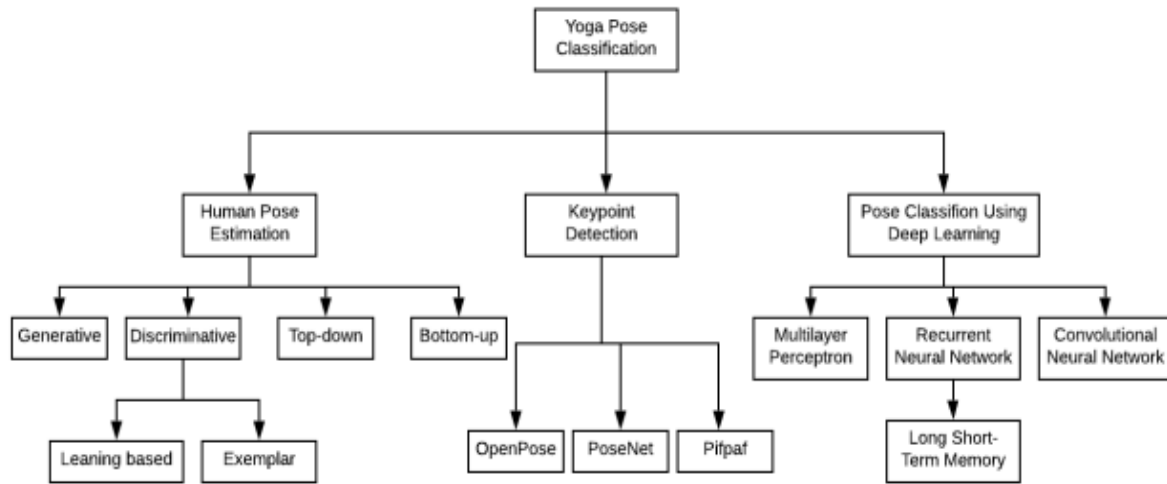 Yoga Pose
Classification
Human Pose
Estimation
Keypoint
Detection
Pose Classifion Using
Deep Learning
Generative
Discriminative
Top-down
Bottom-up
Multilayer
Perceptron
Recurrent
Neural Network
Convolutional
Neural Network
Leaning based
Exemplar
OpenPose
PoseNet
Pifpaf
Long Short-
Term Memory